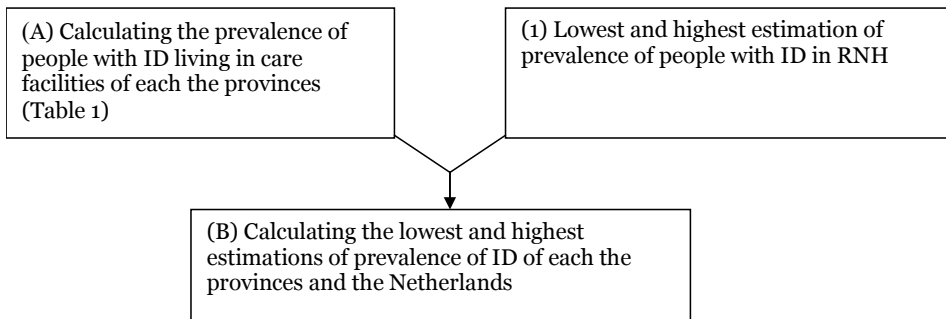 (A) Calculating the prevalence of
people with ID living in care
facilities of each the provinces
(Table 1)
(1) Lowest and highest estimation of
prevalence of people with ID in RNH
(B) Calculating the lowest and highest
estimations of prevalence of ID of each the
provinces and the Netherlands